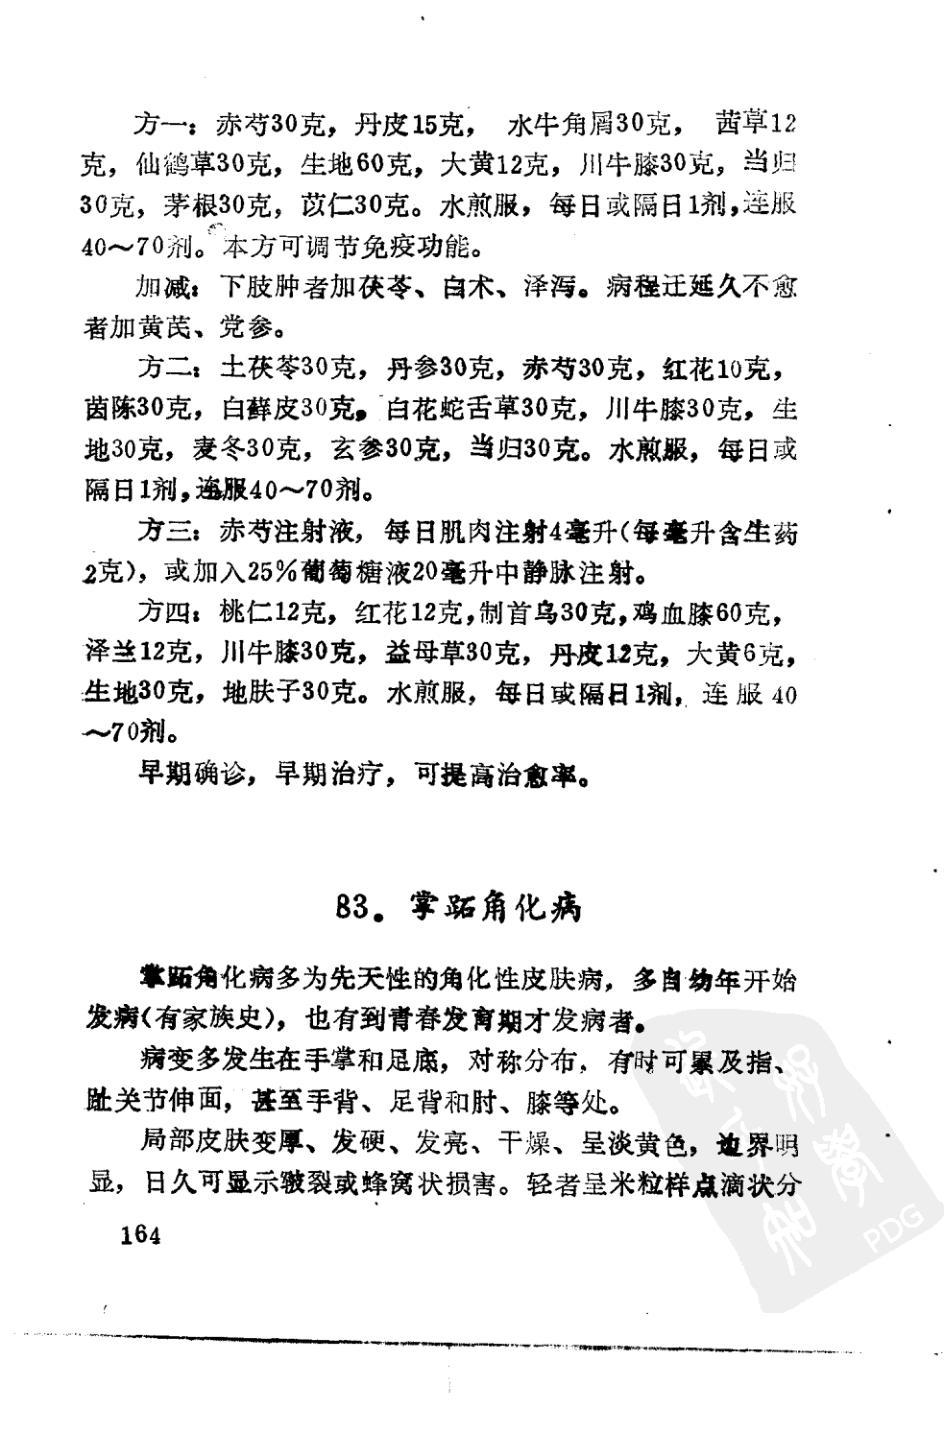 方一：赤芍30克，丹皮15克， 水牛角屑30克， 茜草12
克，仙鹤草30克，生地60克，大黄12克，川牛膝30克，当归
30克，茅根30克，苡仁30克。水煎服，每日或隔日1剂，连服
40～70剂。本方可调节免疫功能。
加减：下肢肿者加茯苓、白术、泽泻。病程迁延久不愈
者加黄芪、党参。
方二：土茯苓30克，丹参30克，赤芍30克，红花10克，
茵陈30克，白藓皮30克。白花蛇舌草30克，川牛膝30克，生
地30克，麦冬30克，玄参30克，当归30克。水煎服，每日或
隔日1剂，连服40～70剂。
方三：赤芍注射液，每日肌肉注射4毫升(每毫升含生药
2克)，或加入25%葡萄糖液20毫升中静脉注射。
方四：桃仁12克，红花12克，制首乌30克，鸡血膝60克，
泽兰12克，川牛膝30克，益母草30克，丹皮12克，大黄6克，
生地30克，地肤子30克。水煎服，每日或隔日1剂，连服40
～70剂。
早期确诊，早期治疗，可提高治愈率。
83。掌跖角化病
掌跖角化病多为先天性的角化性皮肤病，多自幼年开始
发病(有家族史)，也有到青春发育期才发病者。
病变多发生在手掌和足底，对称分布，有时可累及指、
趾关节伸面，甚至手背、足背和肘、膝等处。
局部皮肤变厚、发硬、发亮、干燥、呈淡黄色，边界明
显，日久可显示皲裂或蜂窝状损害。轻者呈米粒样点滴状分
164
PDG